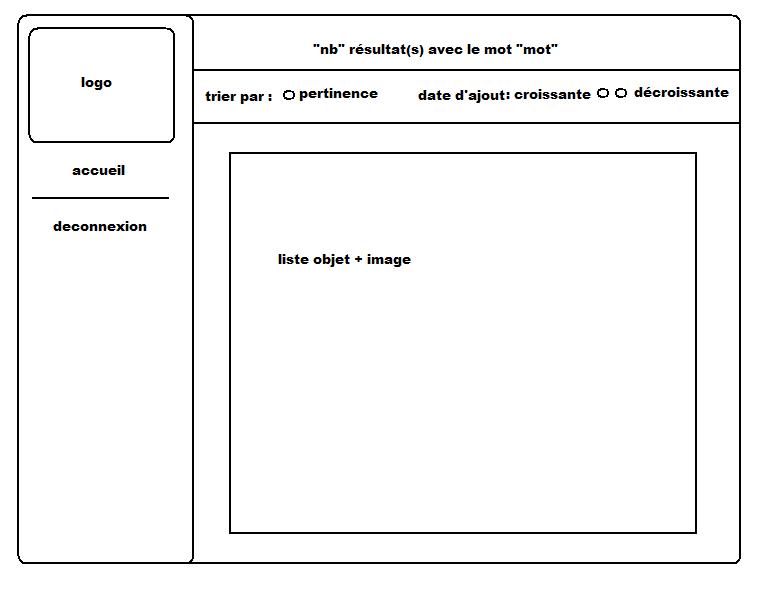 logo
accueil
deconnexion
"nb" résultat(s) avec le mot "mot"
trier par : pertinence date d'ajout: croissante décroissante
liste objet + image